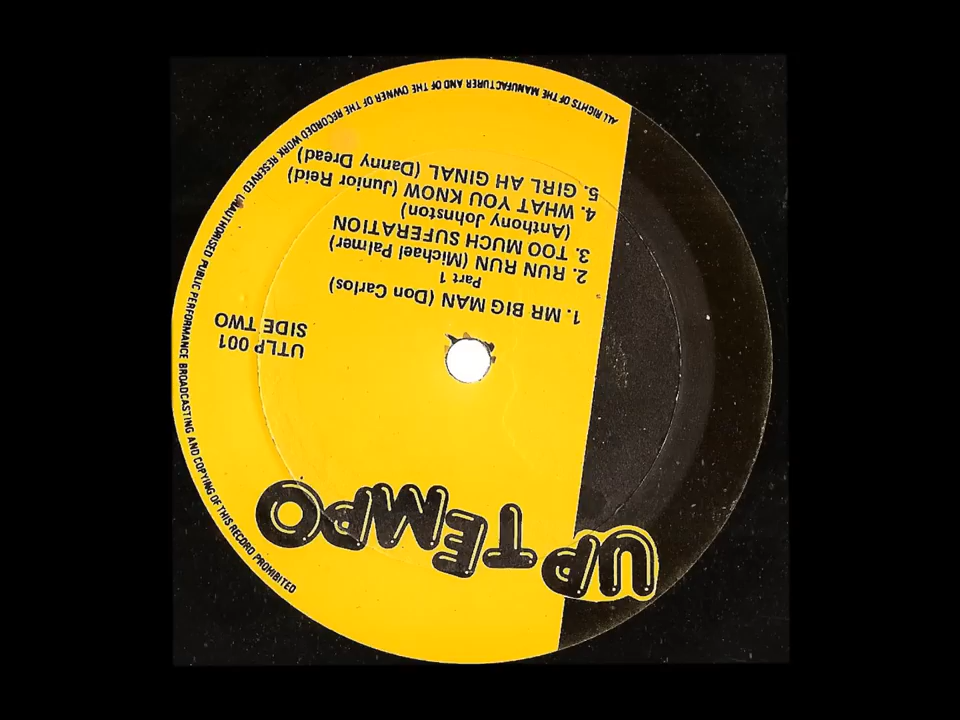 UP TEMPO
UTLP 001
SIDE TWO
1. MR BIG MAN (Don Carlos)
Part 1
2. RUN RUN (Michael Palmer)
3. TOO MUCH SUFERATION
(Anthony Johnston)
4. WHAT YOU KNOW (Junior Reid)
5. GIRL AH GINAL (Danny Dread)
ALL RIGHTS OF THE MANUFACTURER AND OF THE OWNER OF THE RECORDED WORK RESERVED UNAUTHORISED PUBLIC PERFORMANCE BROADCASTING AND COPYING OF THIS RECORD PROHIBITED